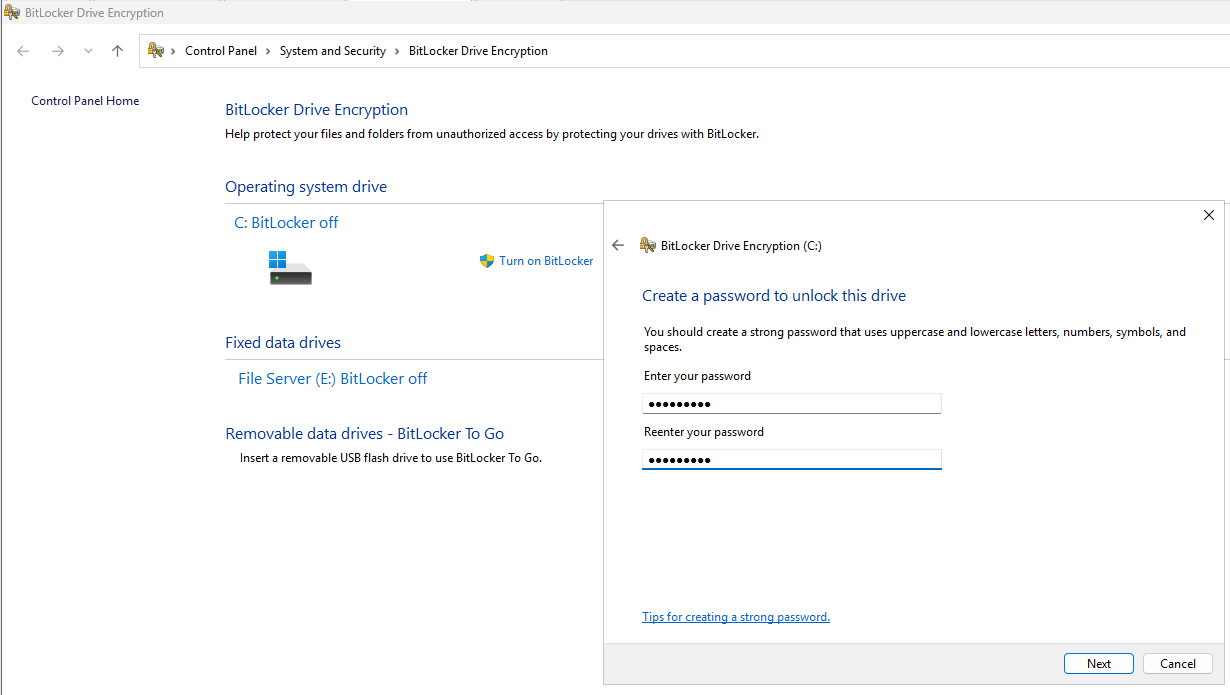 BitLocker Drive Encryption
Control Panel > System and Security > BitLocker Drive Encryption
Control Panel Home
BitLocker Drive Encryption
Help protect your files and folders from unauthorized access by protecting your drives with BitLocker.
Operating system drive
C: BitLocker off
Turn on BitLocker
Fixed data drives
File Server (E:) BitLocker off
Removable data drives - BitLocker To Go
Insert a removable USB flash drive to use BitLocker To Go.
BitLocker Drive Encryption (C:)
Create a password to unlock this drive
You should create a strong password that uses uppercase and lowercase letters, numbers, symbols, and
spaces.
Enter your password
●●●●●●●●●
Reenter your password
●●●●●●●●●
Tips for creating a strong password.
Next
Cancel